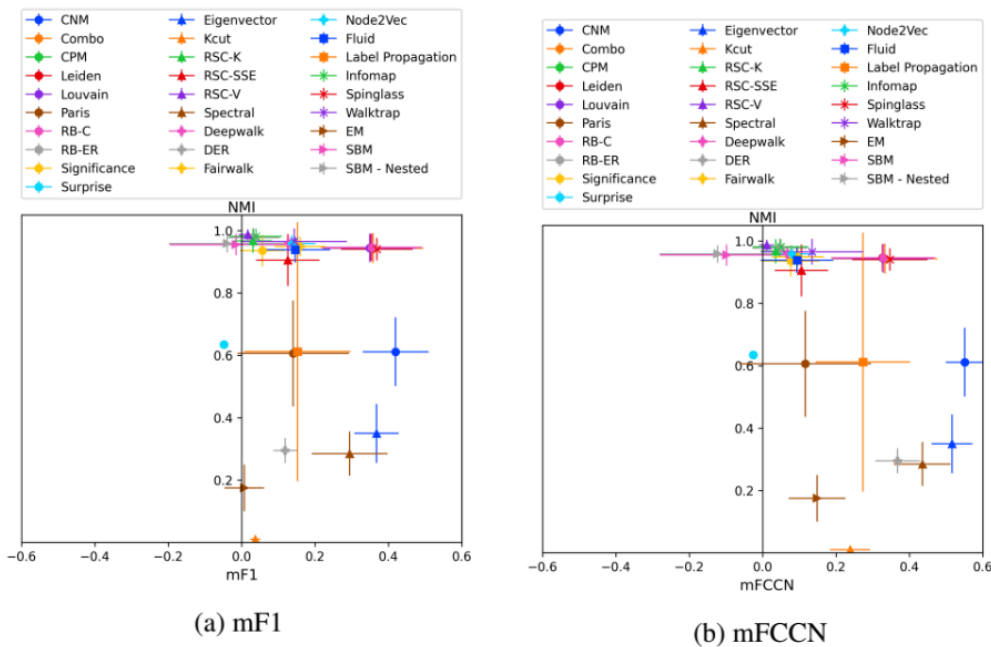 CNM Eigenvector Node2Vec
Combo Kcut Fluid
CPM RSC-K Label Propagation
Leiden RSC-SSE Infomap
Louvain RSC-V Spinglass
Paris Spectral Walktrap
RB-C Deepwalk EM
RB-ER DER SBM
Significance Fairwalk SBM - Nested
Surprise
NMI
1.0
0.8
0.6
0.4
0.2
−0.6 −0.4 −0.2 0.0 0.2 0.4 0.6
mF1
(a) mF1
CNM Eigenvector Node2Vec
Combo Kcut Fluid
CPM RSC-K Label Propagation
Leiden RSC-SSE Infomap
Louvain RSC-V Spinglass
Paris Spectral Walktrap
RB-C Deepwalk EM
RB-ER DER SBM
Significance Fairwalk SBM - Nested
Surprise
NMI
1.0
0.8
0.6
0.4
0.2
−0.6 −0.4 −0.2 0.0 0.2 0.4 0.6
mFCCN
(b) mFCCN